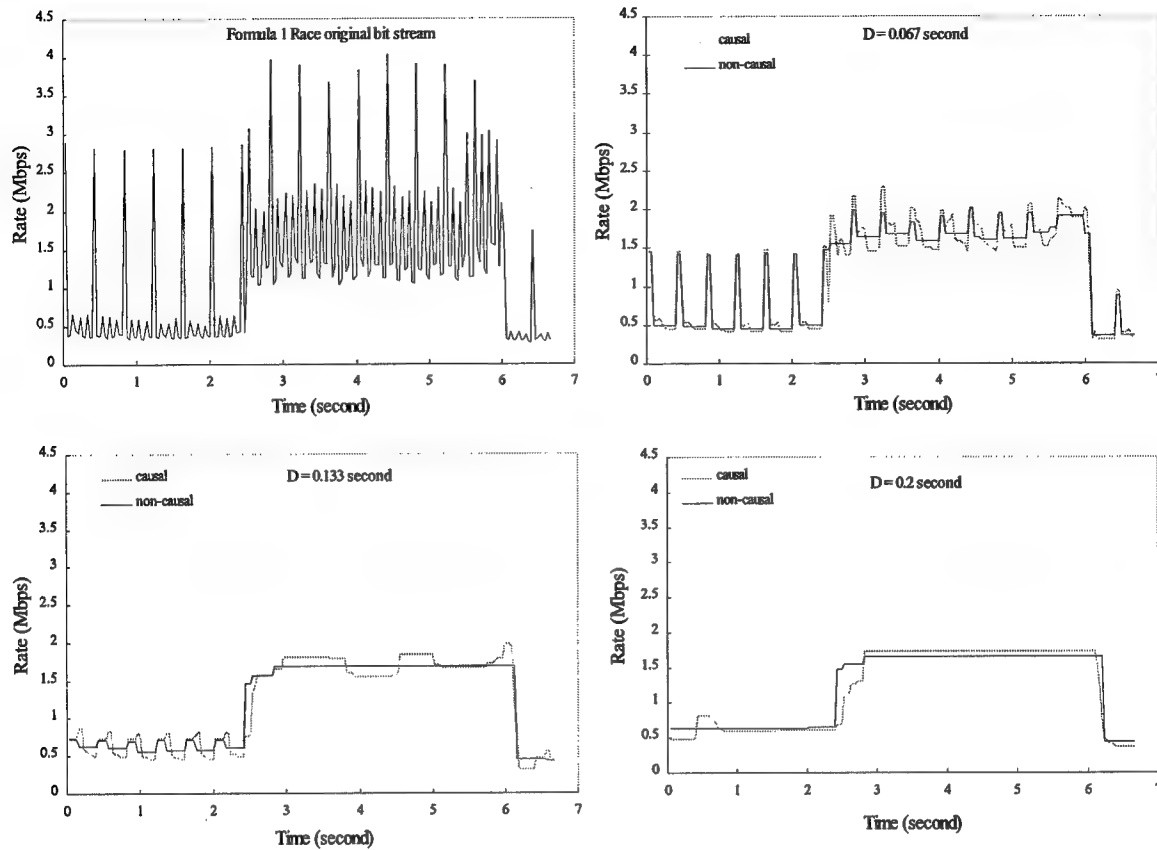 Formula 1 Race original bit stream
4.5
4
3.5
3
2.5
2
1.5
1
0.5
0
Rate (Mbps)
0 1 2 3 4 5 6 7
Time (second)
causal
non-causal
D = 0.067 second
4.5
4
3.5
3
2.5
2
1.5
1
0.5
0
Rate (Mbps)
0 1 2 3 4 5 6 7
Time (second)
causal
non-causal
D = 0.133 second
4.5
4
3.5
3
2.5
2
1.5
1
0.5
0
Rate (Mbps)
0 1 2 3 4 5 6 7
Time (second)
causal
non-causal
D = 0.2 second
4.5
4
3.5
3
2.5
2
1.5
1
0.5
0
Rate (Mbps)
0 1 2 3 4 5 6 7
Time (second)